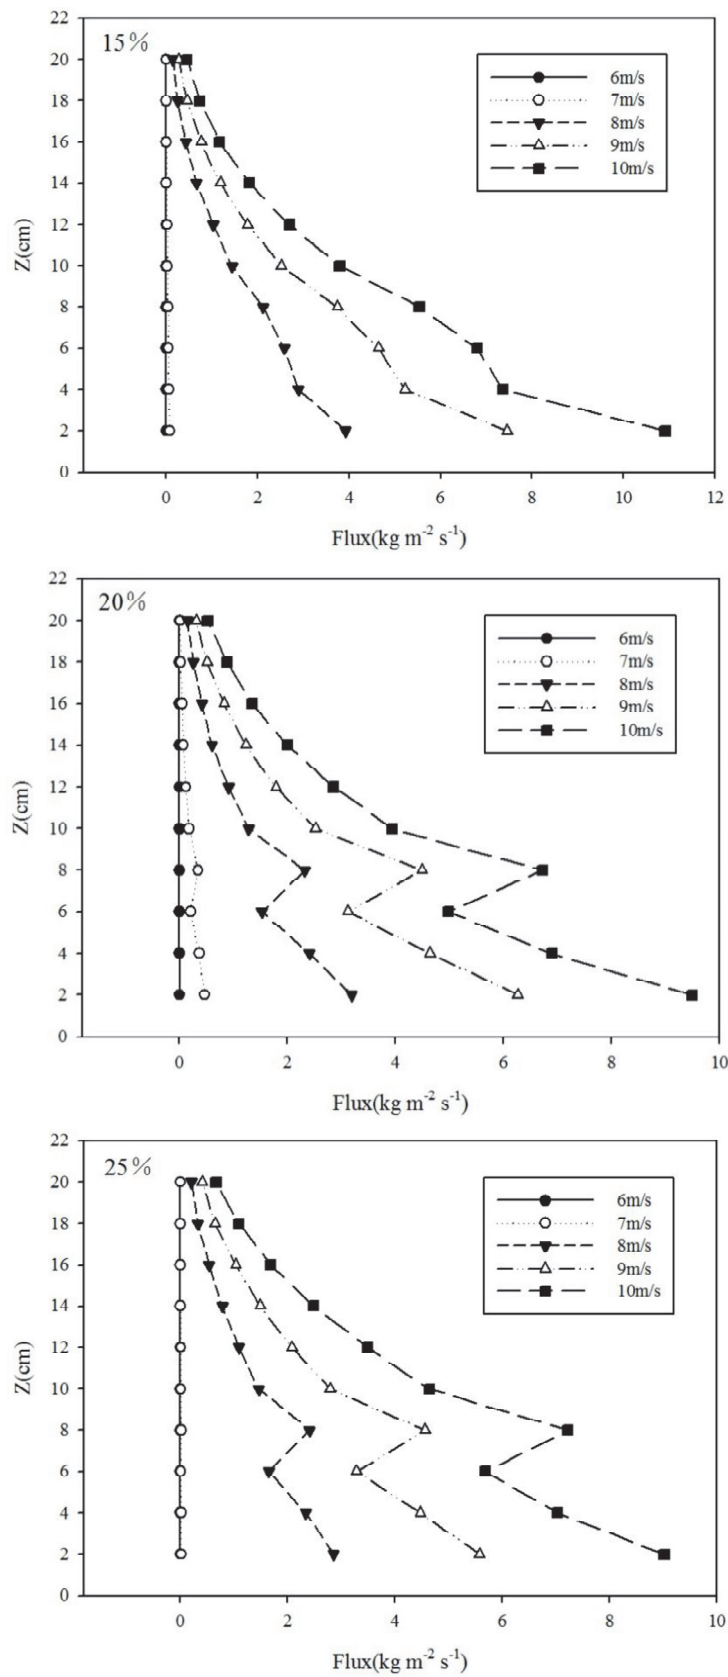 15%
22
20
18
16
14
12
10
8
6
4
2
0
Z(cm)
6m/s
7m/s
8m/s
9m/s
10m/s
0 2 4 6 8 10 12
Flux(kg m⁻² s⁻¹)
20%
22
20
18
16
14
12
10
8
6
4
2
0
Z(cm)
6m/s
7m/s
8m/s
9m/s
10m/s
0 2 4 6 8 10
Flux(kg m⁻² s⁻¹)
25%
22
20
18
16
14
12
10
8
6
4
2
0
Z(cm)
6m/s
7m/s
8m/s
9m/s
10m/s
0 2 4 6 8 10
Flux(kg m⁻² s⁻¹)